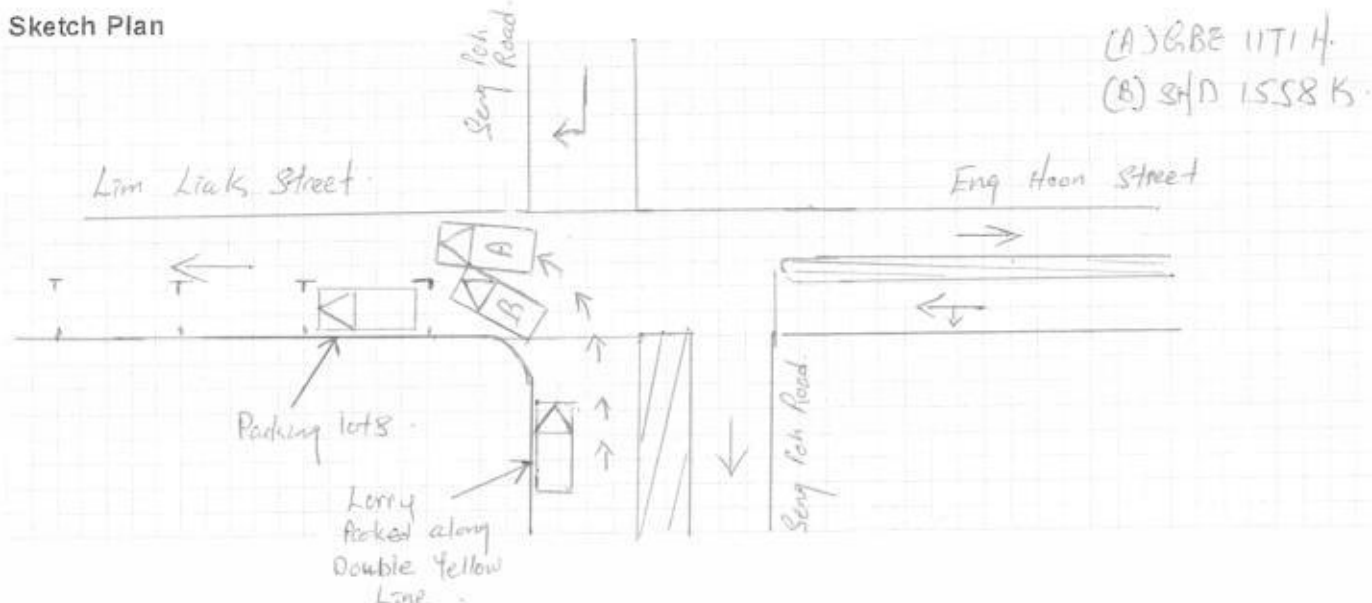 Sketch Plan
Seng Poh
Road.
(A) GBE
(B) SHD 1558 K.
Lim Liak Street.
Eng Hoon Street
A
B
Parking lots.
Lorry
Parked along
Double Yellow
Line.
Seng Poh Road.